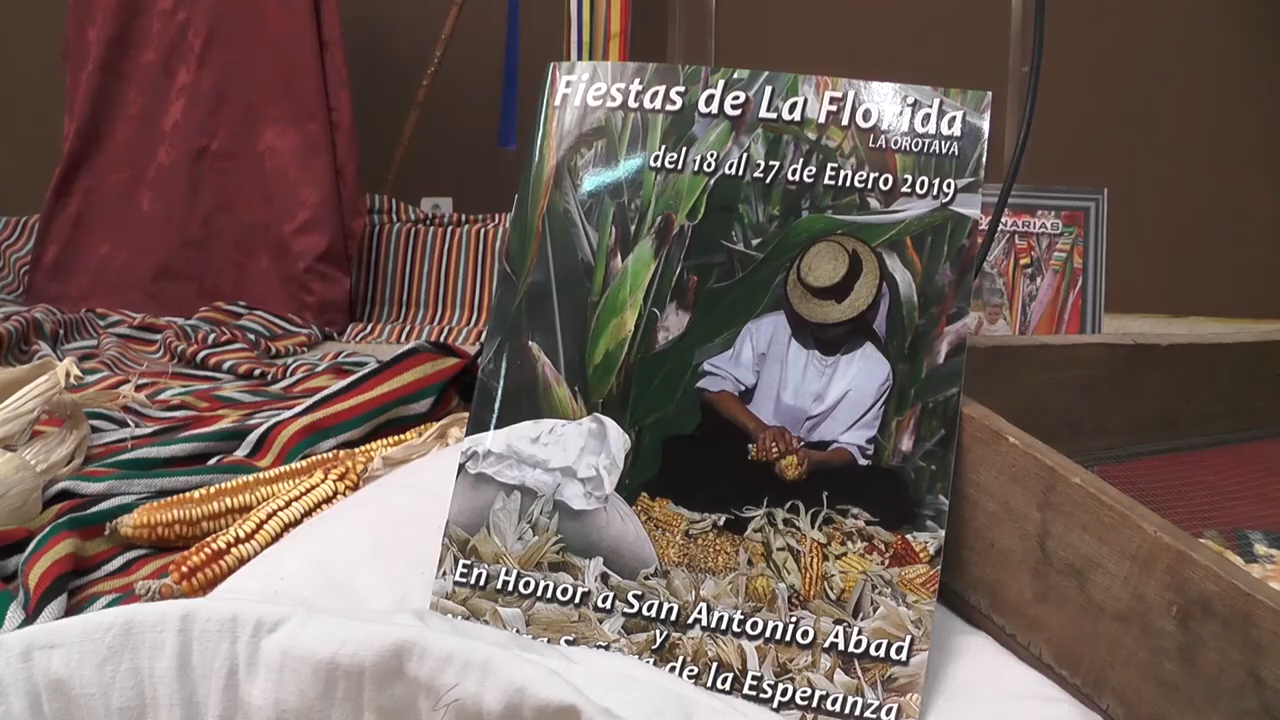 Fiestas de La Florida
LA OROTAVA
del 18 al 27 de Enero 2019
CANARIAS
En Honor a San Antonio Abad
y
Señora de la Esperanza